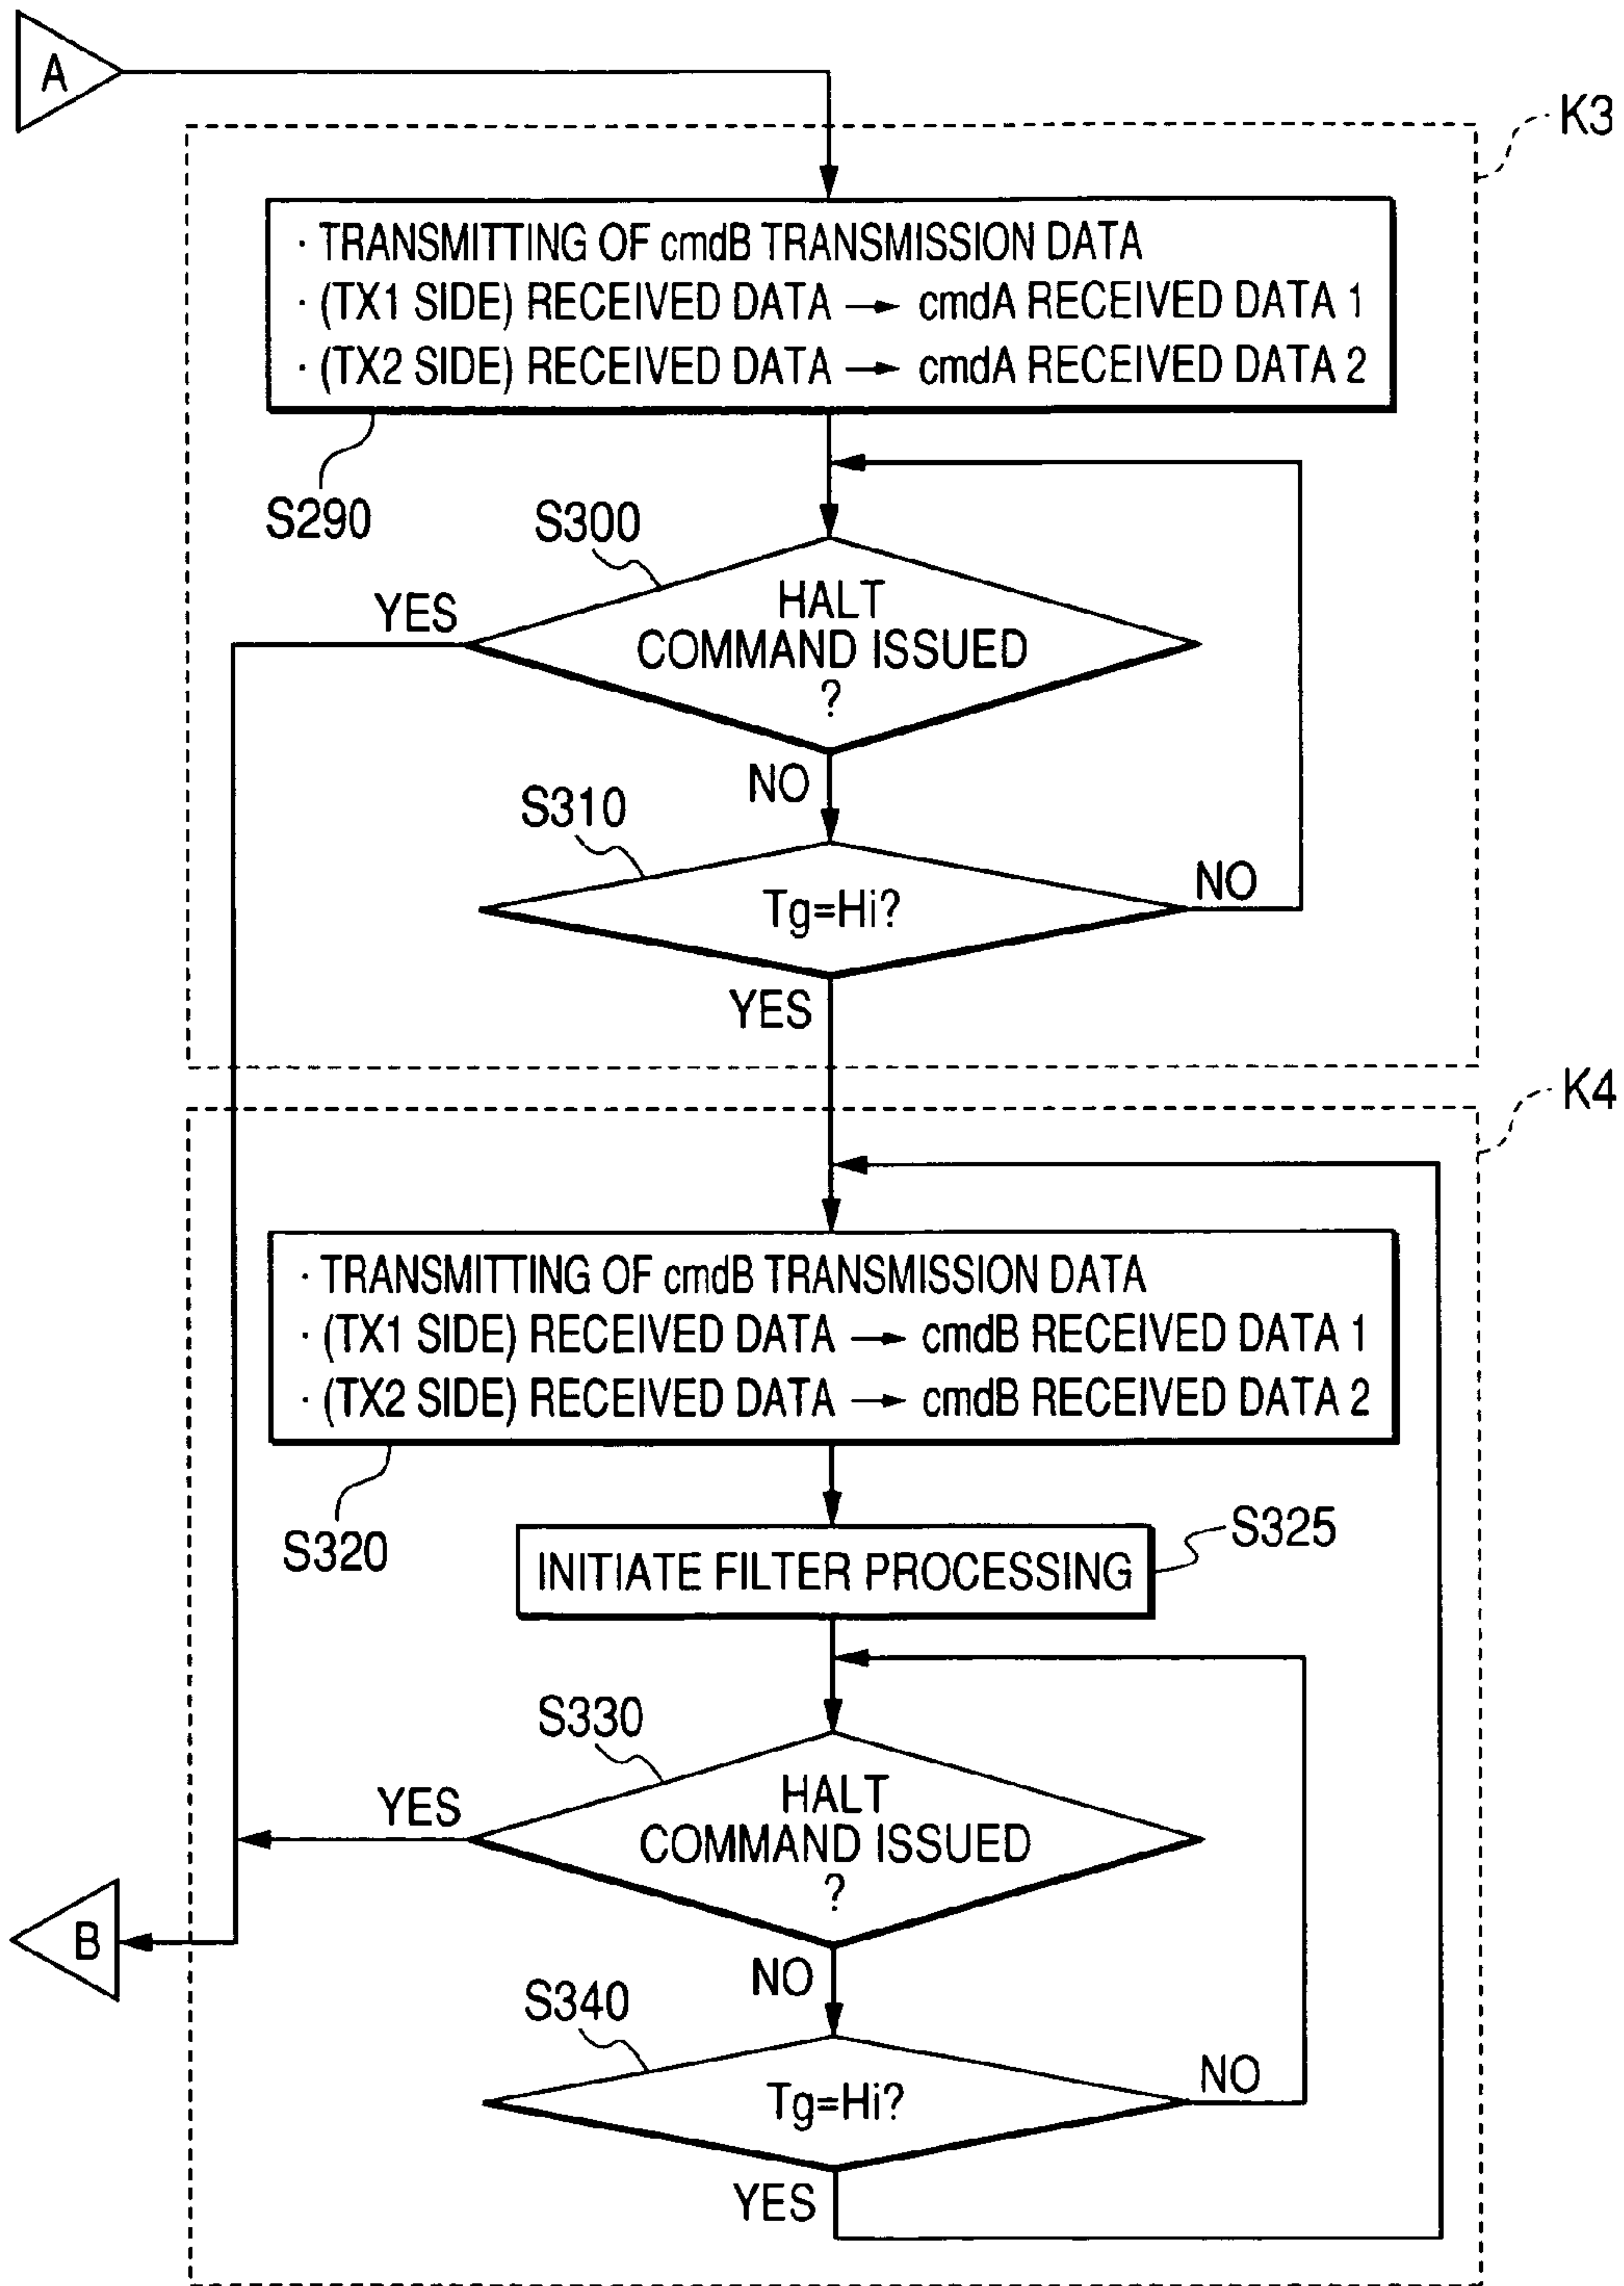 A
K3
· TRANSMITTING OF cmdB TRANSMISSION DATA
· (TX1 SIDE) RECEIVED DATA → cmdA RECEIVED DATA 1
· (TX2 SIDE) RECEIVED DATA → cmdA RECEIVED DATA 2
S290
S300
HALT
COMMAND ISSUED
?
YES
NO
S310
Tg=Hi?
NO
YES
K4
· TRANSMITTING OF cmdB TRANSMISSION DATA
· (TX1 SIDE) RECEIVED DATA → cmdB RECEIVED DATA 1
· (TX2 SIDE) RECEIVED DATA → cmdB RECEIVED DATA 2
S320
INITIATE FILTER PROCESSING
S325
S330
HALT
COMMAND ISSUED
?
YES
B
NO
S340
Tg=Hi?
NO
YES